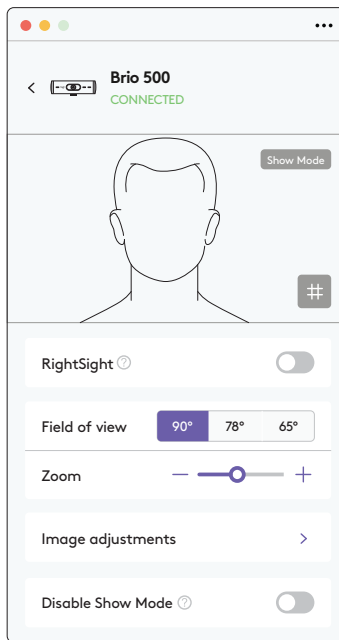 Brio 500
CONNECTED
Show Mode
RightSight
Field of view 90° 78° 65°
Zoom
Image adjustments
Disable Show Mode